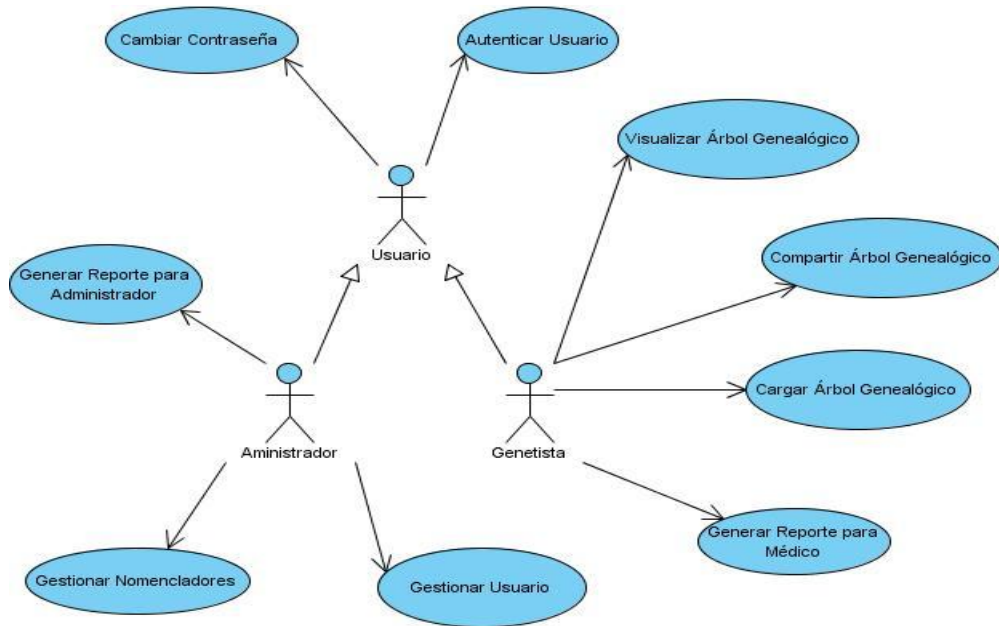 Cambiar Contraseña
Autenticar Usuario
Visualizar Árbol Genealógico
Usuario
Compartir Árbol Genealógico
Generar Reporte para
Administrador
Cargar Árbol Genealógico
Aministrador
Genetista
Generar Reporte para
Médico
Gestionar Nomencladores
Gestionar Usuario